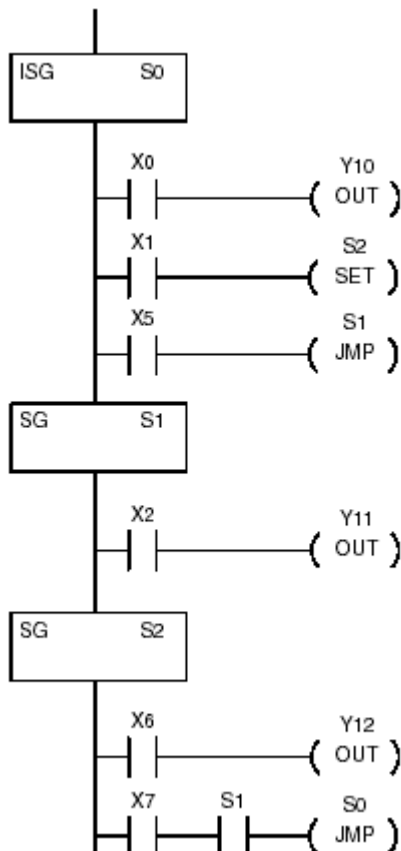 ISG S0
X0 Y10
OUT
X1 S2
SET
X5 S1
JMP
SG S1
X2 Y11
OUT
SG S2
X6 Y12
OUT
X7 S1 S0
JMP